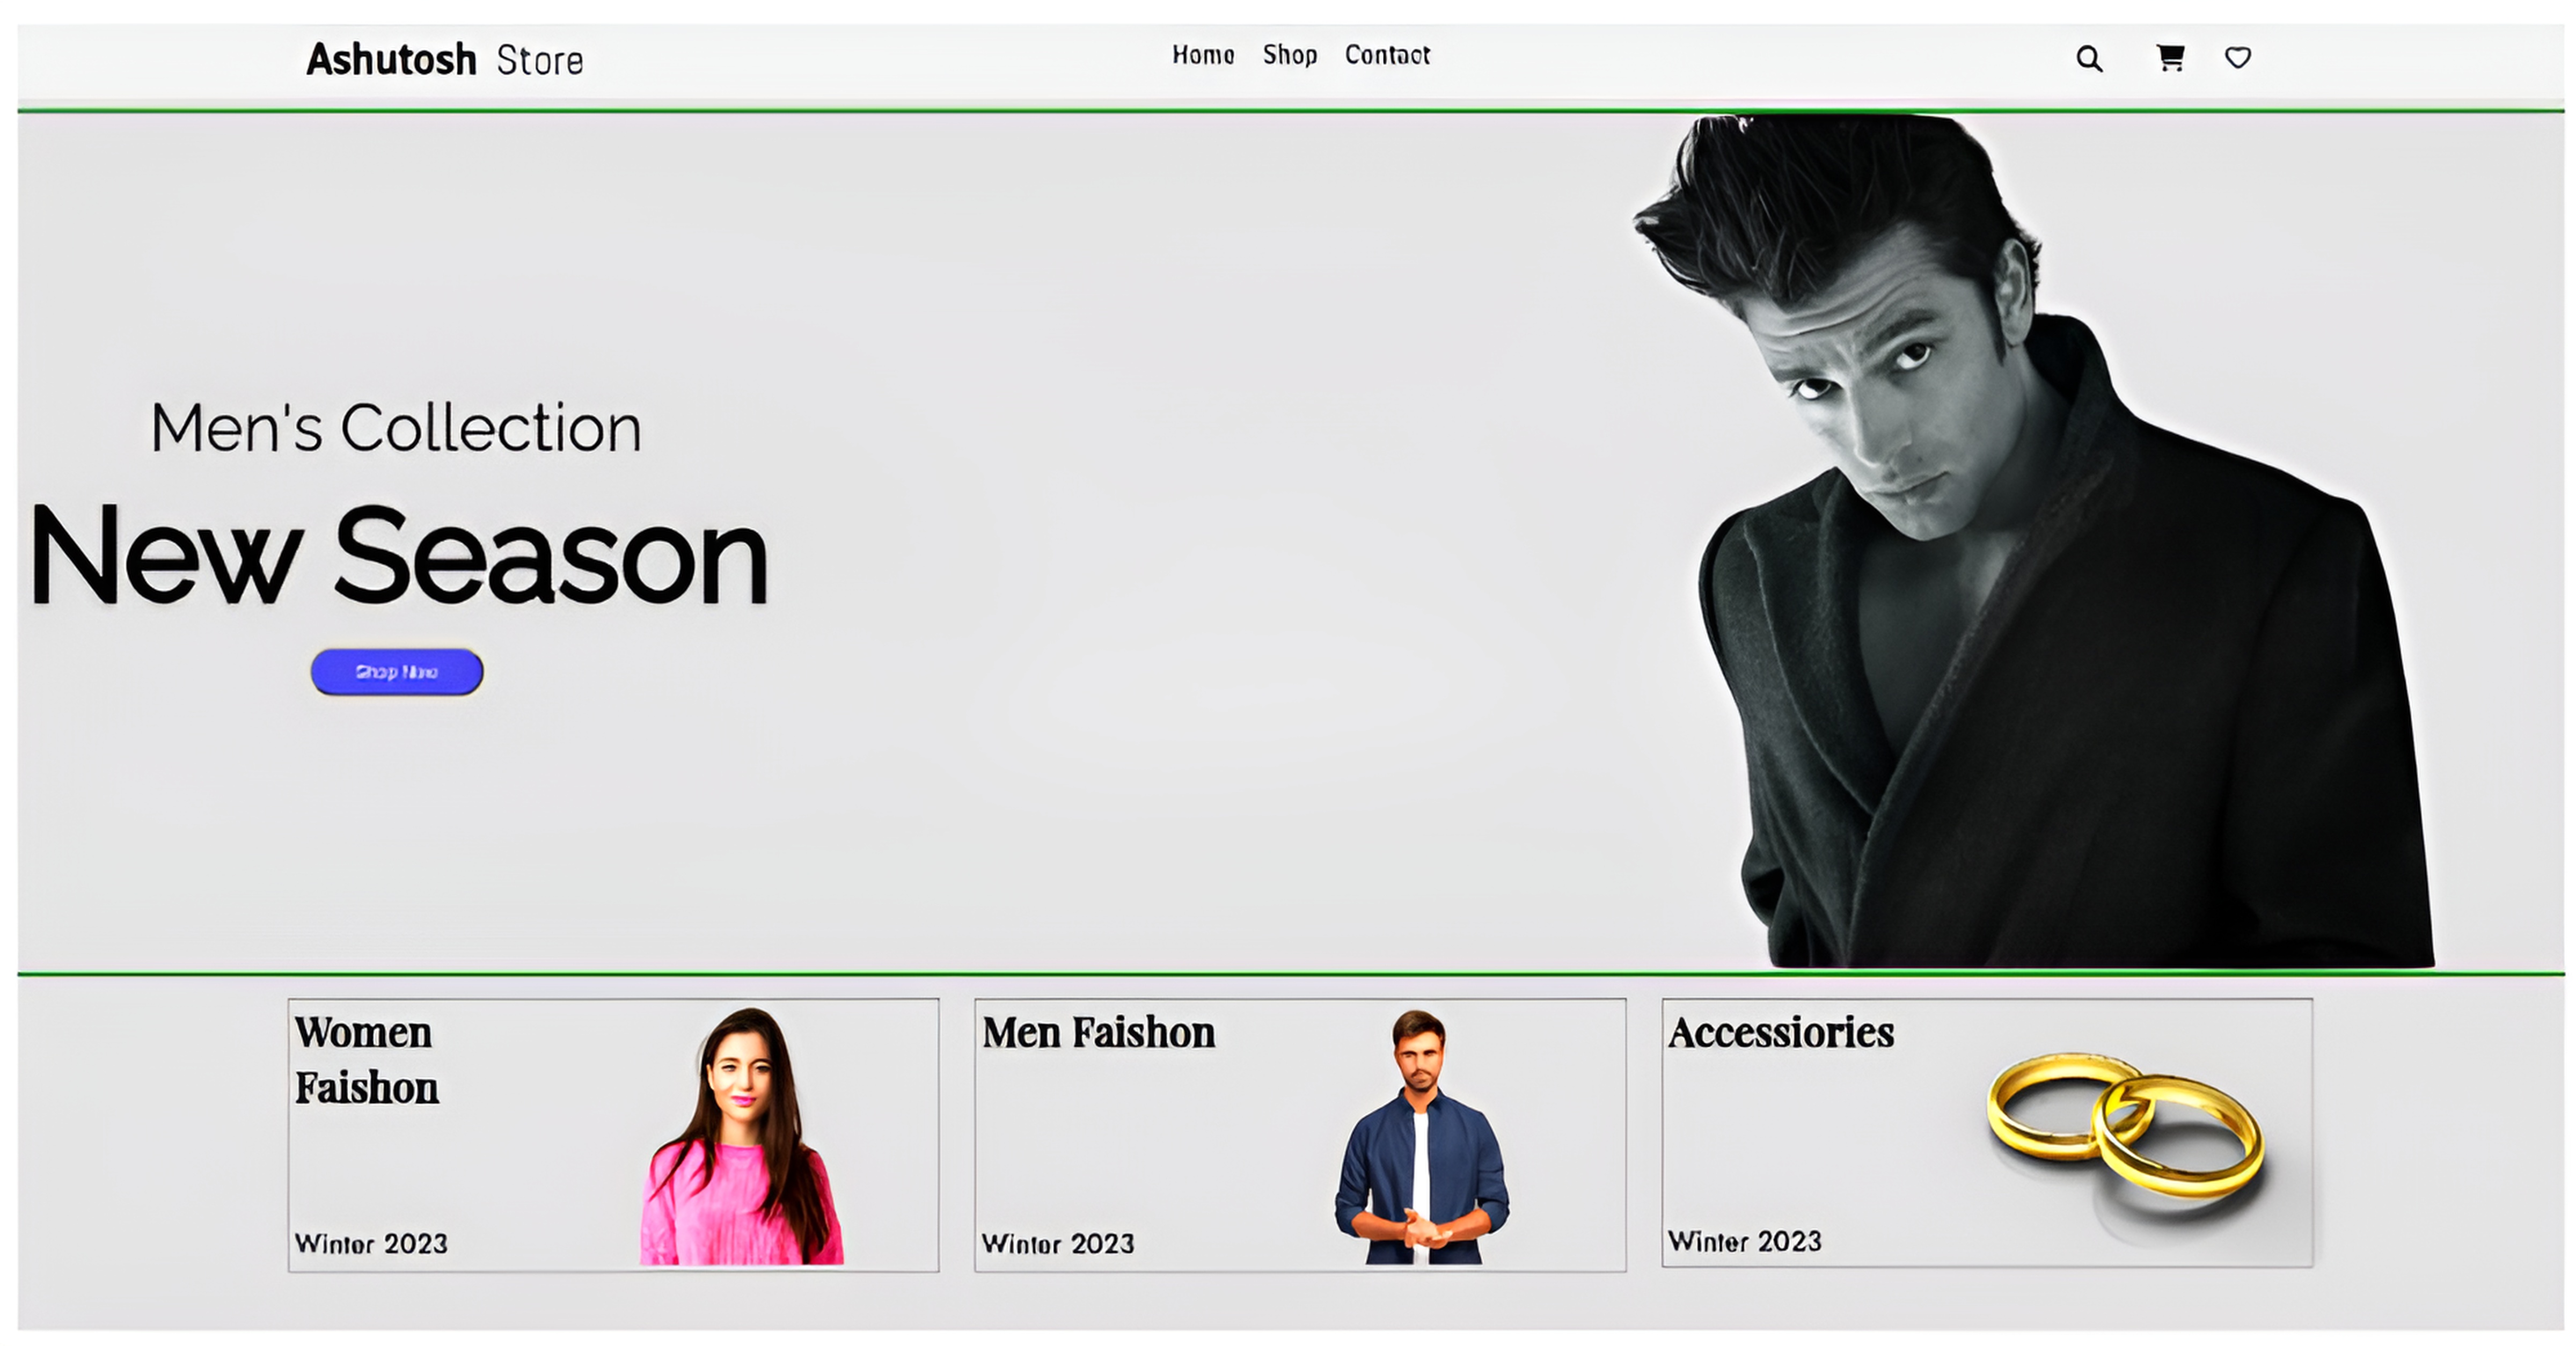 Ashutosh Store
Home Shop Contact
Men's Collection
New Season
Shop Now
Women
Faishon
Winter 2023
Men Faishon
Winter 2023
Accessiories
Winter 2023